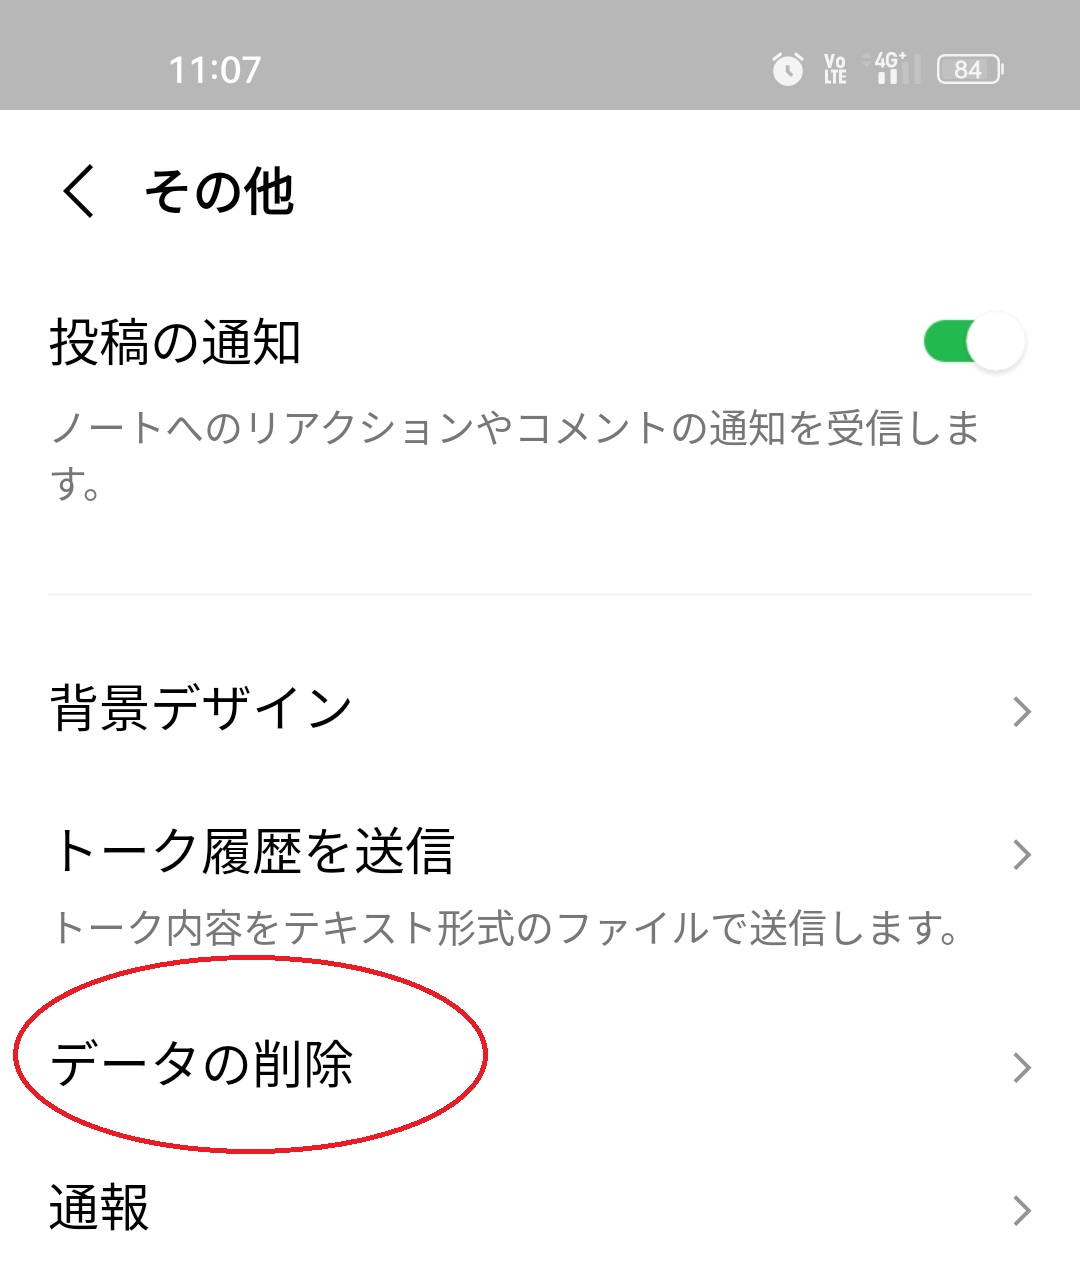 11:07 Vo LTE 4G+ 84
その他
投稿の通知
ノートへのリアクションやコメントの通知を受信しま
す。
背景デザイン
トーク履歴を送信
トーク内容をテキスト形式のファイルで送信します。
データの削除
通報